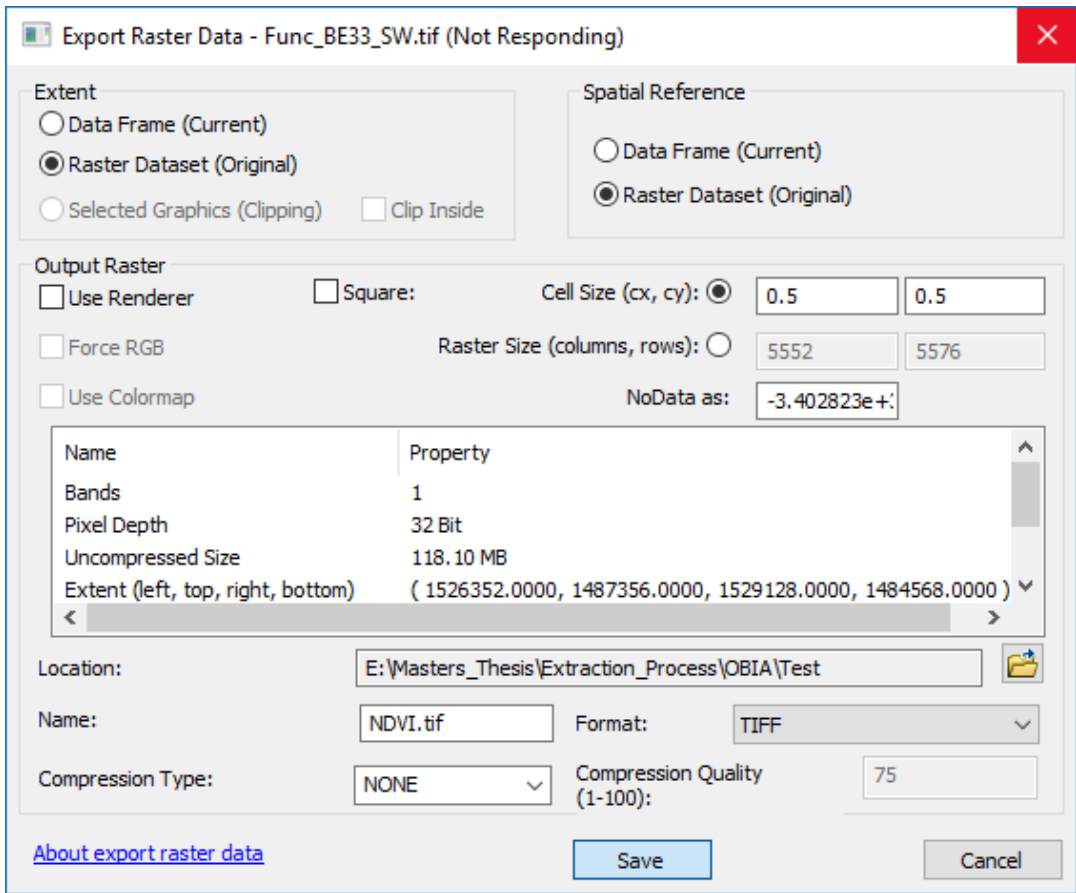 Export Raster Data - Func_BE33_SW.tif (Not Responding)
Extent
Data Frame (Current)
Raster Dataset (Original)
Selected Graphics (Clipping) Clip Inside
Spatial Reference
Data Frame (Current)
Raster Dataset (Original)
Output Raster
Use Renderer Square: Cell Size (cx, cy): 0.5 0.5
Force RGB Raster Size (columns, rows): 5552 5576
Use Colormap NoData as: -3.402823e+
Name Property
Bands 1
Pixel Depth 32 Bit
Uncompressed Size 118.10 MB
Extent (left, top, right, bottom) ( 1526352.0000, 1487356.0000, 1529128.0000, 1484568.0000 )
Location: E:\Masters_Thesis\Extraction_Process\OBIA\Test
Name: NDVI.tif Format: TIFF
Compression Type: NONE Compression Quality (1-100): 75
About export raster data Save Cancel